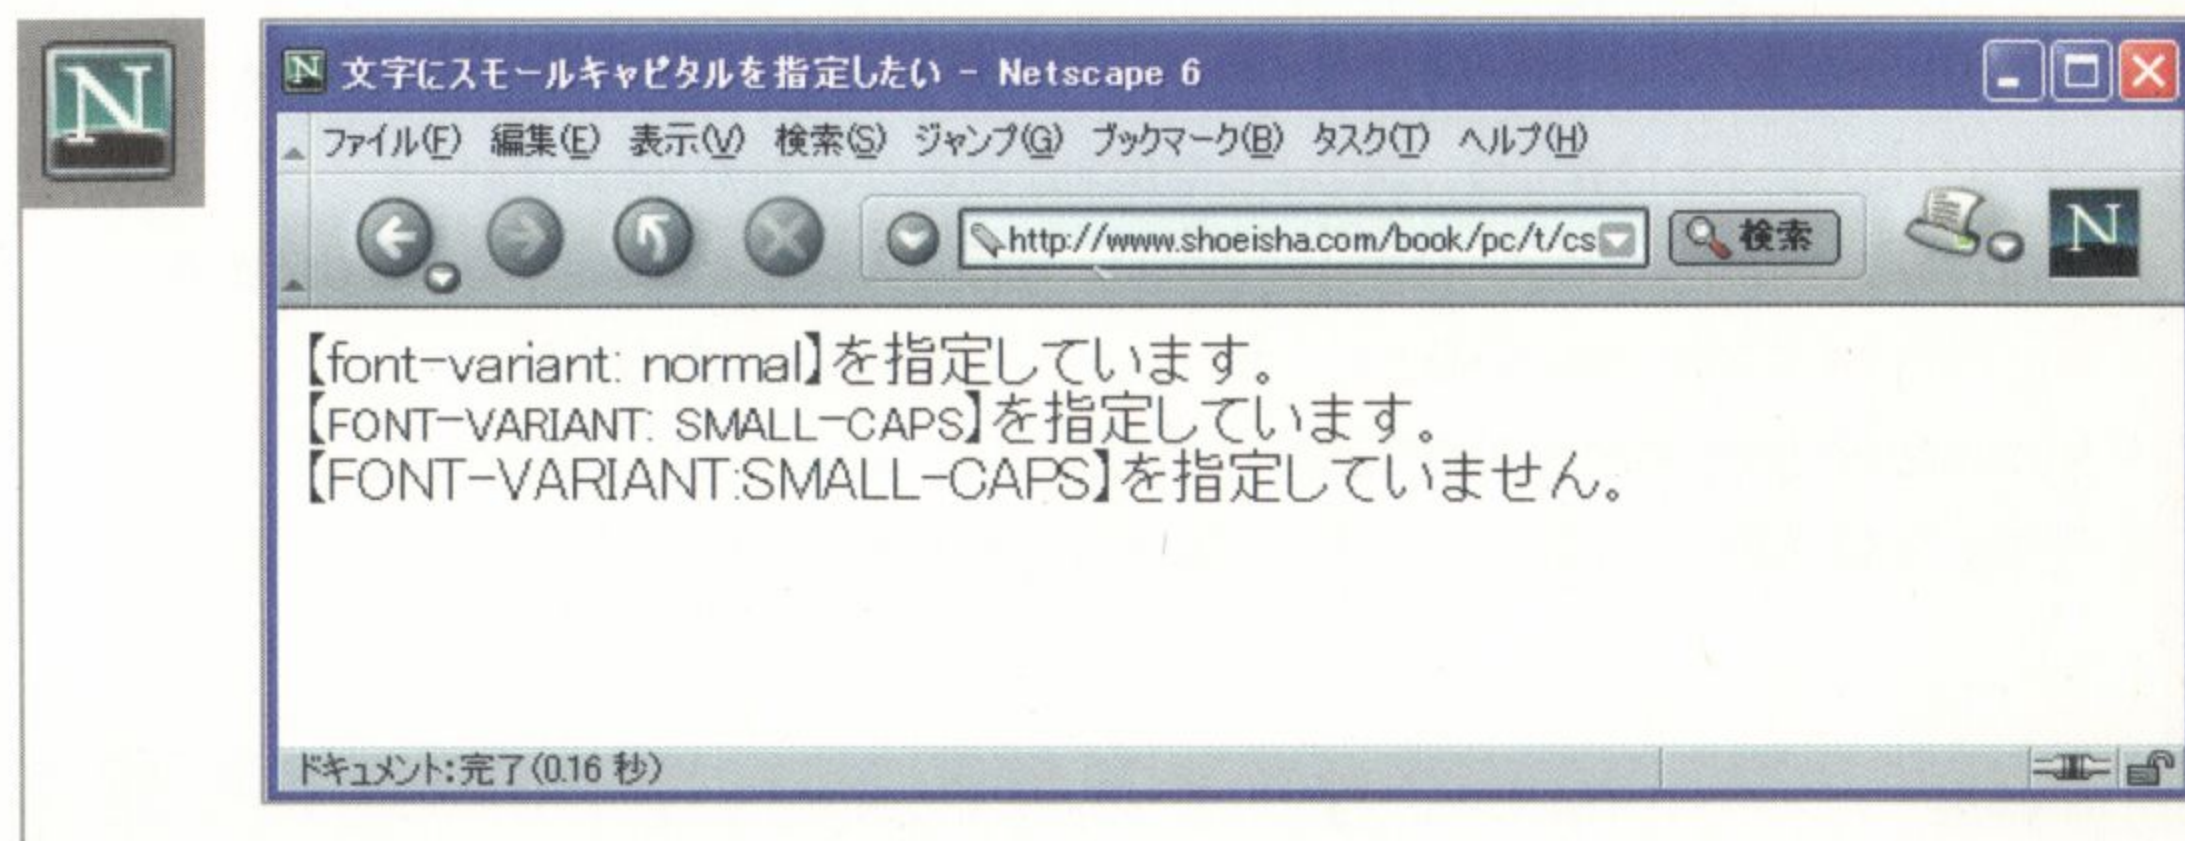 N
文字にスモールキャピタルを指定したい - Netscape 6
ファイル(F) 編集(E) 表示(V) 検索(S) ジャンプ(G) ブックマーク(B) タスク(T) ヘルプ(H)
http://www.shoeisha.com/book/pc/t/cs 検索 N
【font-variant: normal】を指定しています。
【FONT-VARIANT: SMALL-CAPS】を指定しています。
【FONT-VARIANT:SMALL-CAPS】を指定していません。
ドキュメント:完了(0.16 秒)